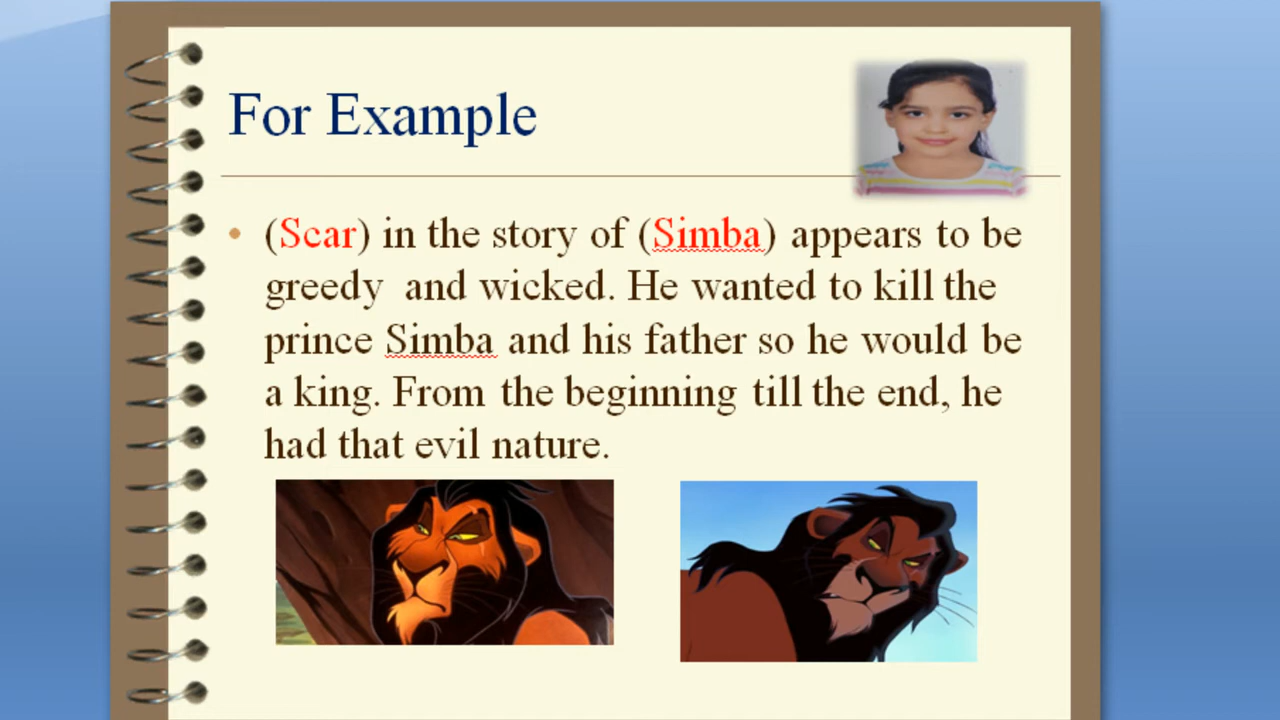 For Example
• (Scar) in the story of (Simba) appears to be
greedy and wicked. He wanted to kill the
prince Simba and his father so he would be
a king. From the beginning till the end, he
had that evil nature.